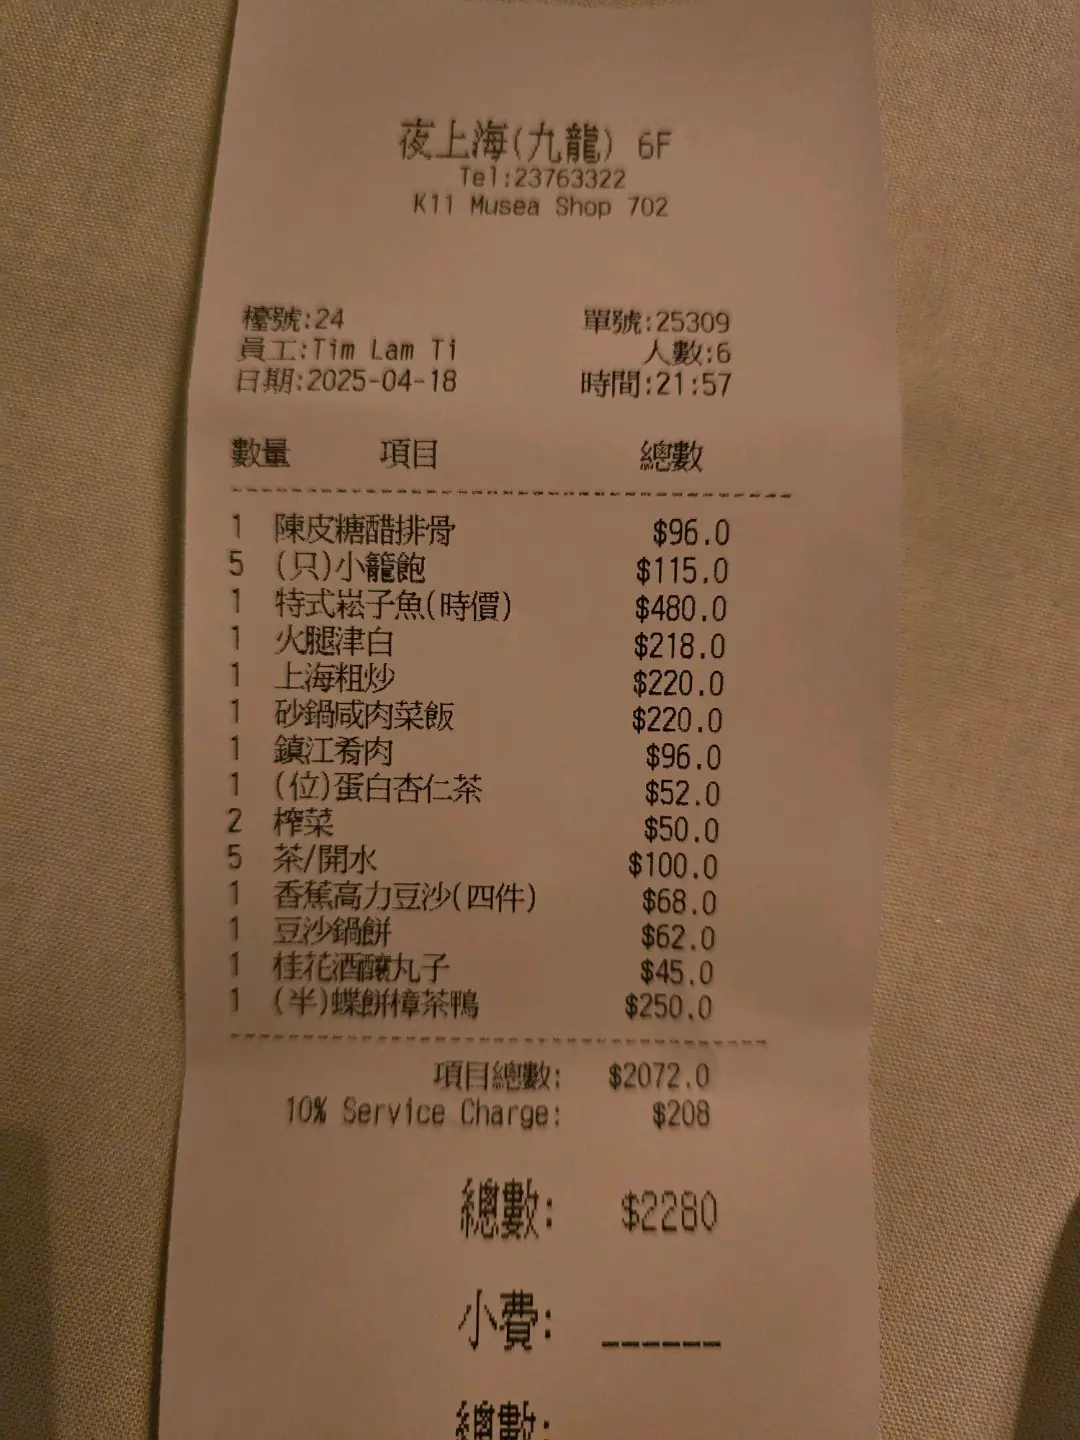 夜上海(九龍) 6F
Tel:23763322
K11 Musea Shop 702
檯號:24 單號:25309
員工:Tim Lam Ti 人數:6
日期:2025-04-18 時間:21:57
數量 項目 總數
1 陳皮糖醋排骨 $96.0
5 (只)小籠飽 $115.0
1 特式崧子魚(時價) $480.0
1 火腿津白 $218.0
1 上海粗炒 $220.0
1 砂鍋咸肉菜飯 $220.0
1 鎮江肴肉 $96.0
1 (位)蛋白杏仁茶 $52.0
2 榨菜 $50.0
5 茶/開水 $100.0
1 香蕉高力豆沙(四件) $68.0
1 豆沙鍋餅 $62.0
1 桂花酒釀丸子 $45.0
1 (半)蝶餅樟茶鴨 $250.0
項目總數: $2072.0
10% Service Charge: $208
總數: $2280
小費: ______
總數: